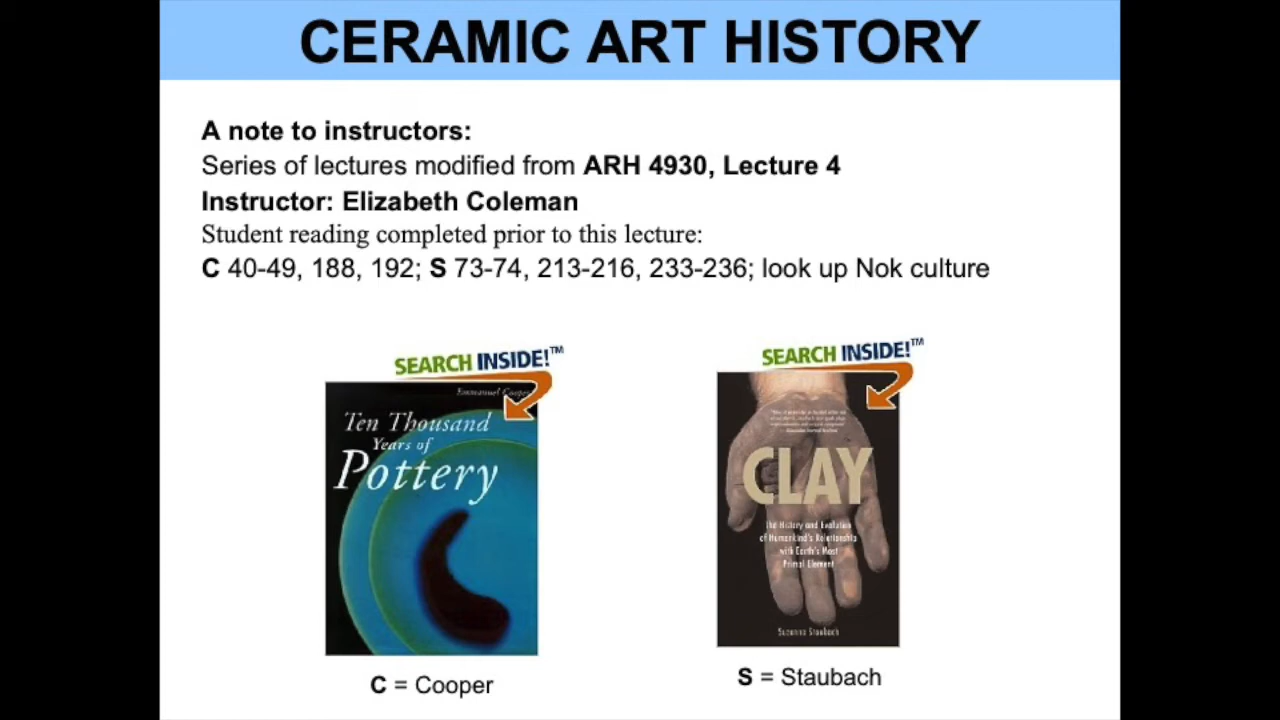 CERAMIC ART HISTORY
A note to instructors:
Series of lectures modified from ARH 4930, Lecture 4
Instructor: Elizabeth Coleman
Student reading completed prior to this lecture:
C 40-49, 188, 192; S 73-74, 213-216, 233-236; look up Nok culture
SEARCH INSIDE!™
Emmanuel Cooper
Ten Thousand
Years of
Pottery
C = Cooper
SEARCH INSIDE!™
CLAY
The History and Evolution
of Humankind's Relationship
with Earth's Most
Primal Element
Suzanne Staubach
S = Staubach